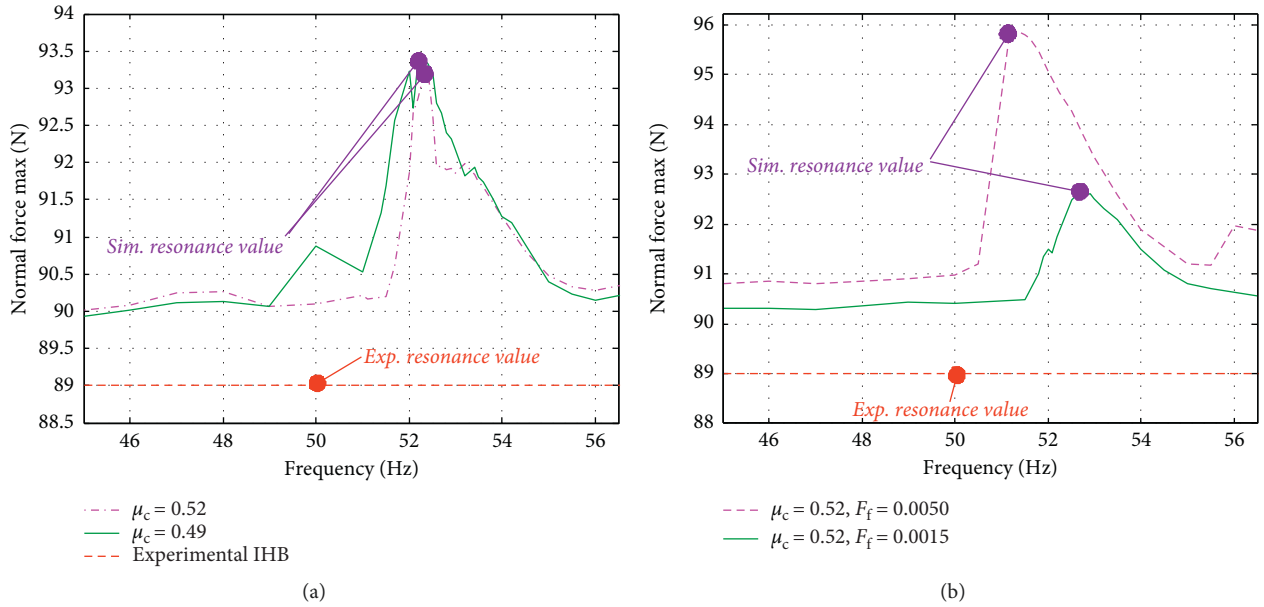 94
93.5
93
92.5
92
91.5
91
90.5
90
89.5
89
88.5
Normal force max (N)
Sim. resonance value
Exp. resonance value
46 48 50 52 54 56
Frequency (Hz)
μc = 0.52
μc = 0.49
Experimental IHB
(a)
96
95
94
93
92
91
90
89
88
Normal force max (N)
Sim. resonance value
Exp. resonance value
46 48 50 52 54 56
Frequency (Hz)
μc = 0.52, Ff = 0.0050
μc = 0.52, Ff = 0.0015
(b)